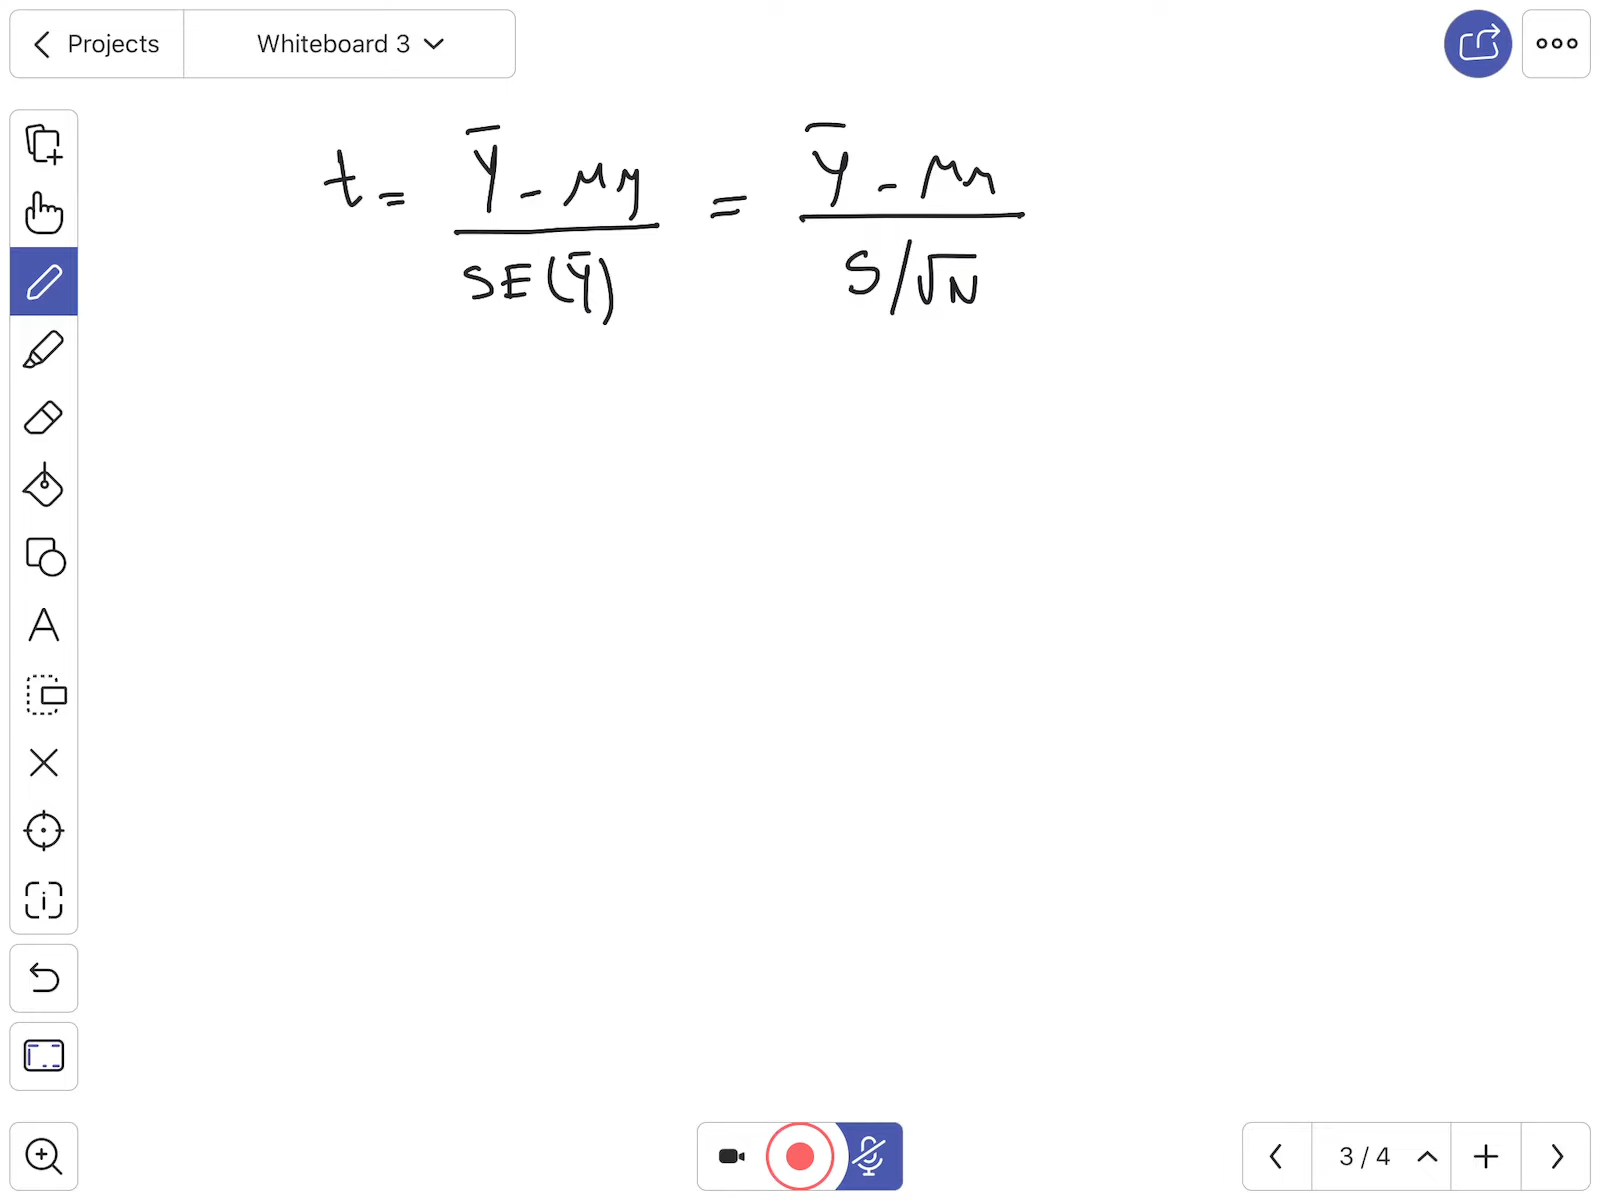 Projects
Whiteboard 3
t = (Ȳ - μy) / SE(Ȳ) = (Ȳ - μy) / (S/√N)
A
i
3 / 4